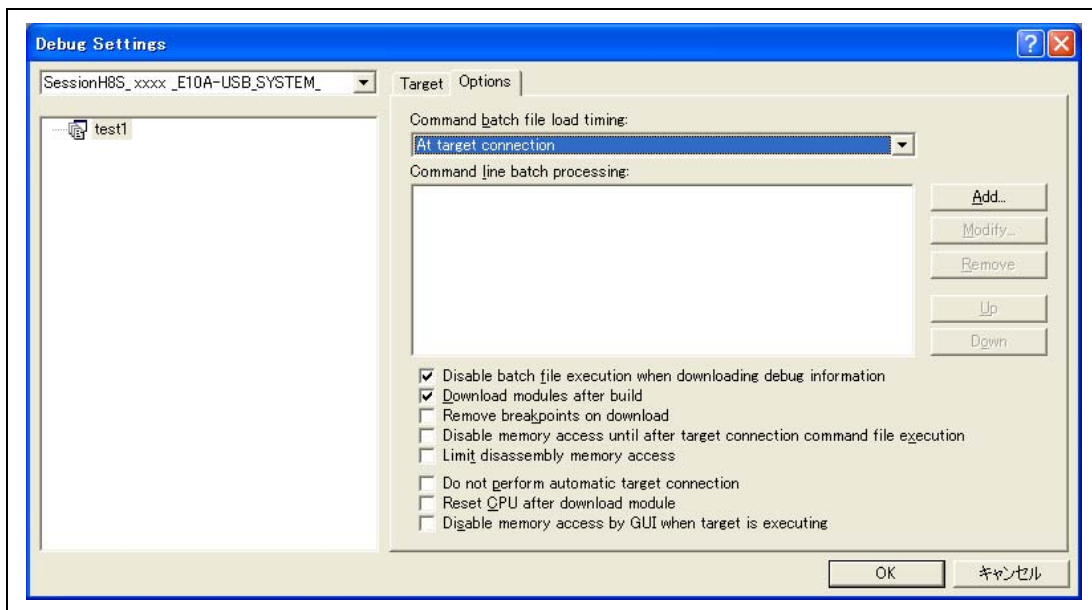 Debug Settings
SessionH8S_ xxxx _E10A-USB_SYSTEM_
test1
Target
Options
Command batch file load timing:
At target connection
Command line batch processing:
Add...
Modify...
Remove
Up
Down
Disable batch file execution when downloading debug information
Download modules after build
Remove breakpoints on download
Disable memory access until after target connection command file execution
Limit disassembly memory access
Do not perform automatic target connection
Reset CPU after download module
Disable memory access by GUI when target is executing
OK
キャンセル